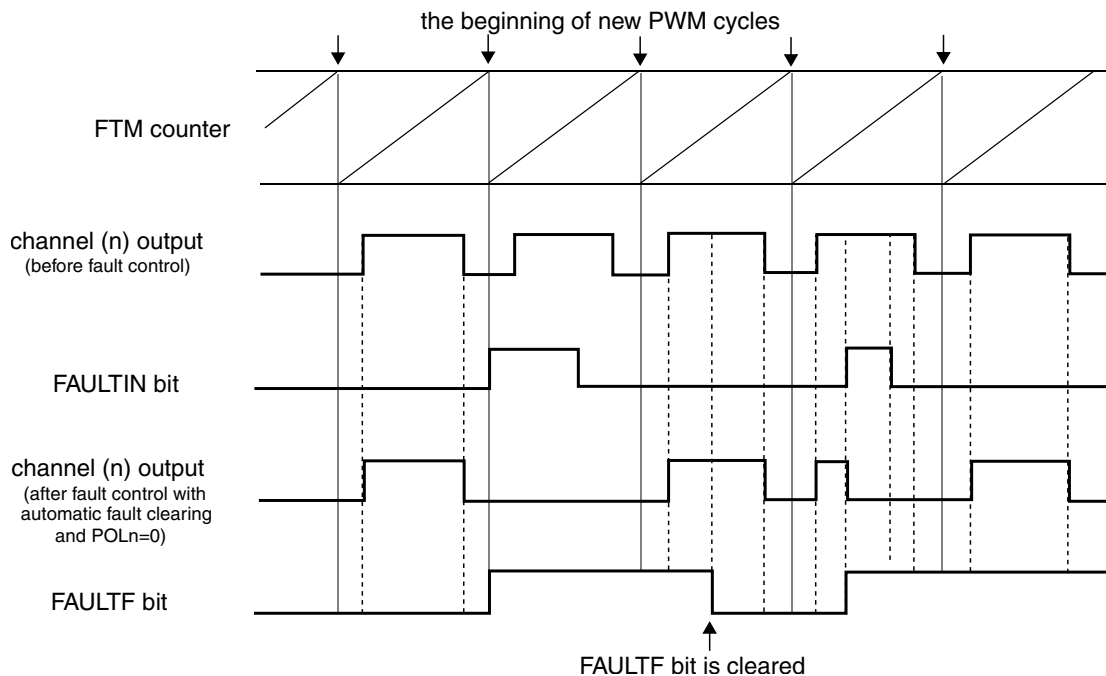 the beginning of new PWM cycles
FTM counter
channel (n) output
(before fault control)
FAULTIN bit
channel (n) output
(after fault control with
automatic fault clearing
and POLn=0)
FAULTF bit
FAULTF bit is cleared